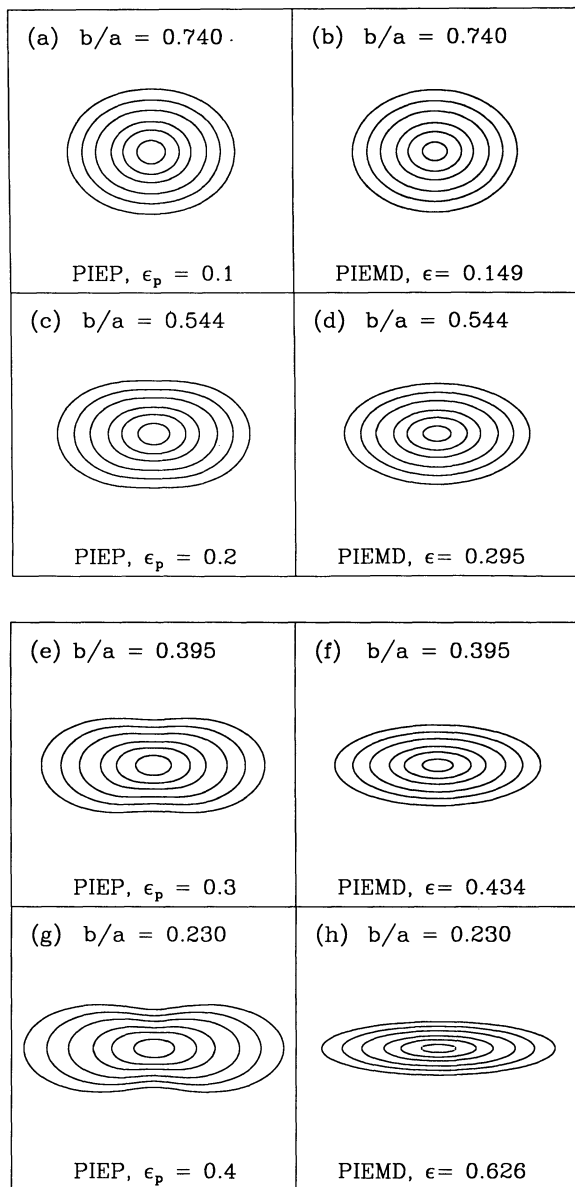 (a) b/a = 0.740
(b) b/a = 0.740
PIEP, ϵₚ = 0.1
PIEMD, ϵ= 0.149
(c) b/a = 0.544
(d) b/a = 0.544
PIEP, ϵₚ = 0.2
PIEMD, ϵ= 0.295
(e) b/a = 0.395
(f) b/a = 0.395
PIEP, ϵₚ = 0.3
PIEMD, ϵ= 0.434
(g) b/a = 0.230
(h) b/a = 0.230
PIEP, ϵₚ = 0.4
PIEMD, ϵ= 0.626